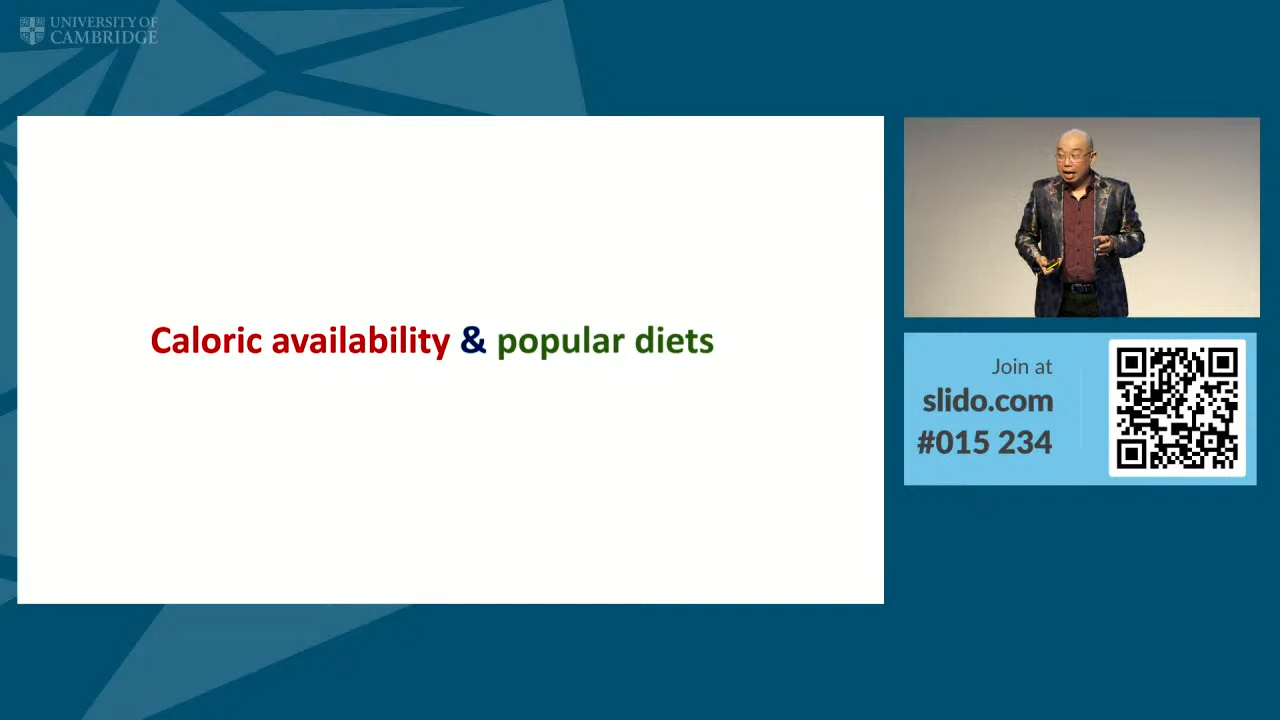 UNIVERSITY OF
CAMBRIDGE
Caloric availability & popular diets
Join at
slido.com
#015 234